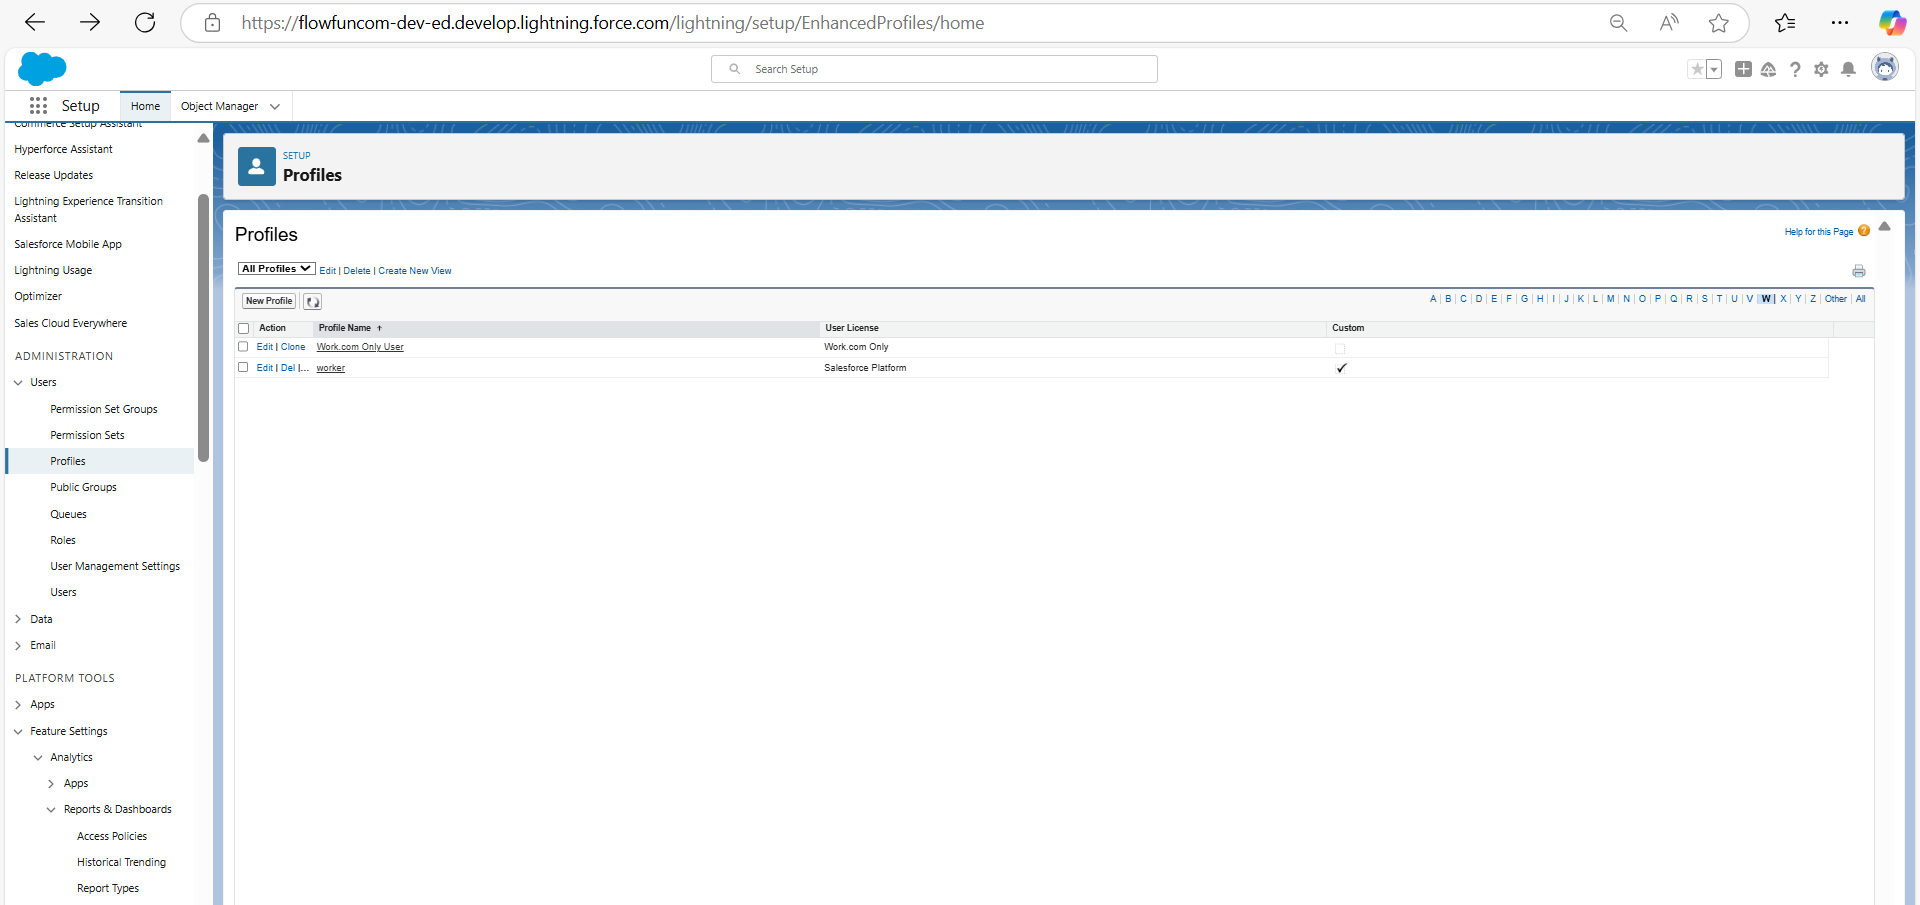 https://flowfuncom-dev-ed.develop.lightning.force.com/lightning/setup/EnhancedProfiles/home
Search Setup
Setup
Home
Object Manager
Commerce Setup Assistant
Hyperforce Assistant
Release Updates
Lightning Experience Transition
Assistant
Salesforce Mobile App
Lightning Usage
Optimizer
Sales Cloud Everywhere
ADMINISTRATION
Users
Permission Set Groups
Permission Sets
Profiles
Public Groups
Queues
Roles
User Management Settings
Users
Data
Email
PLATFORM TOOLS
Apps
Feature Settings
Analytics
Apps
Reports & Dashboards
Access Policies
Historical Trending
Report Types
SETUP
Profiles
Profiles
Help for this Page ?
All Profiles Edit | Delete | Create New View
New Profile
A | B | C | D | E | F | G | H | I | J | K | L | M | N | O | P | Q | R | S | T | U | V | W | X | Y | Z | Other | All
Action Profile Name ↑ User License Custom
Edit | Clone Work.com Only User Work.com Only
Edit | Del |... worker Salesforce Platform ✓